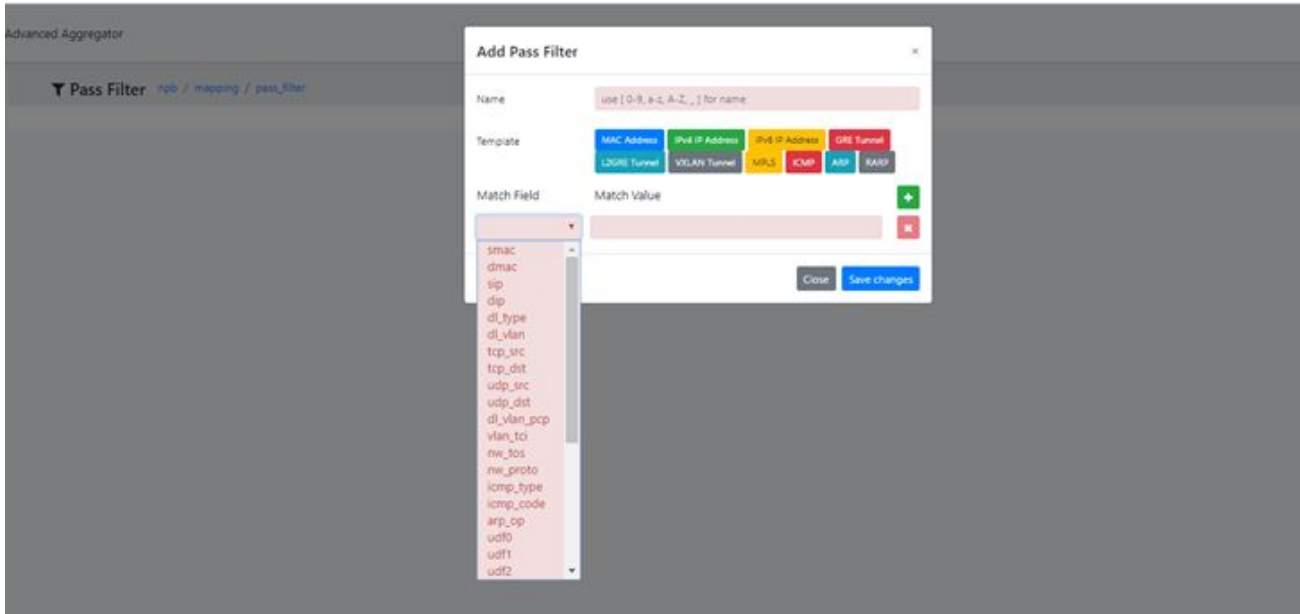 Advanced Aggregator
Add Pass Filter ×
Pass Filter npb / mapping / pass_filter
Name use [ 0-9, a-z, A-Z, _ ] for name
Template MAC Address IPv4 IP Address IPv6 IP Address GRE Tunnel
L2GRE Tunnel VXLAN Tunnel MPLS ICMP ARP RARP
Match Field Match Value
smac
dmac
sip
dip
dl_type
dl_vlan
tcp_src
tcp_dst
udp_src
udp_dst
dl_vlan_pcp
vlan_tci
nw_tos
nw_proto
icmp_type
icmp_code
arp_op
udf0
udf1
udf2
Close Save changes